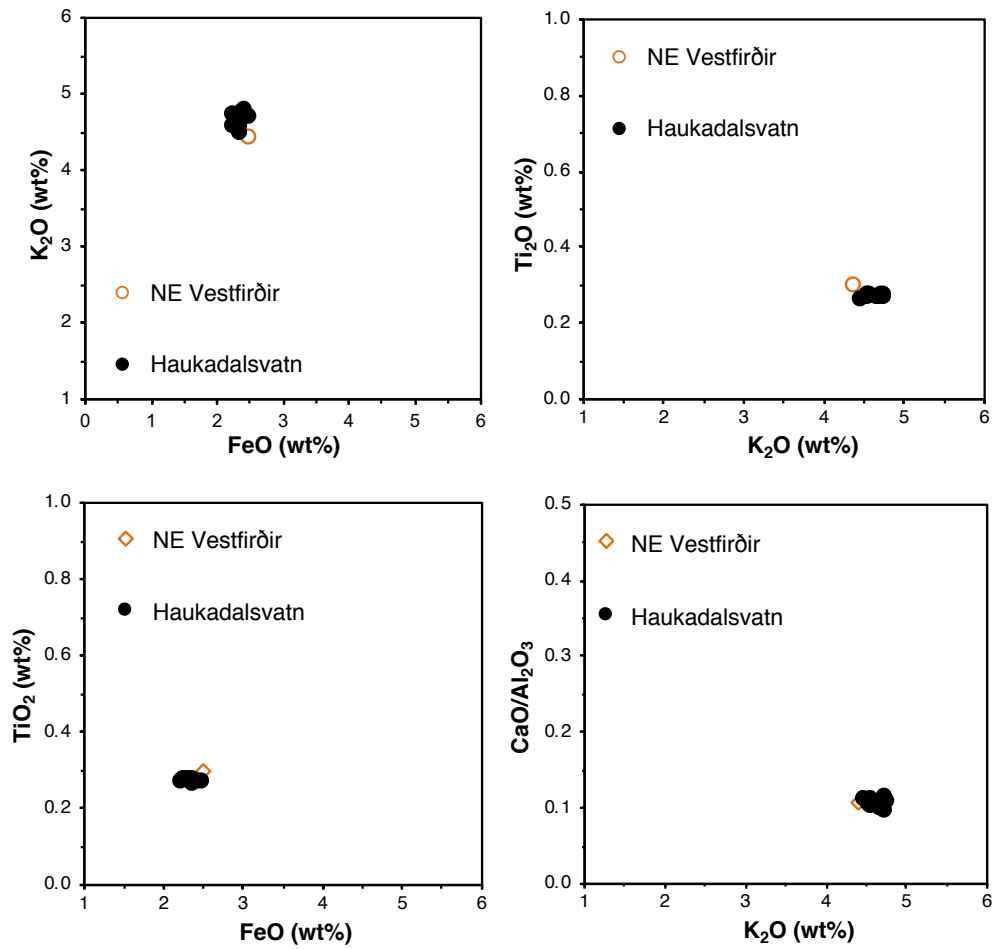 6
5
4
3
2
1
K₂O (wt%)
NE Vestfirðir
Haukadalsvatn
0 1 2 3 4 5 6
FeO (wt%)
1.0
0.8
0.6
0.4
0.2
0.0
Ti₂O (wt%)
NE Vestfirðir
Haukadalsvatn
1 2 3 4 5 6
K₂O (wt%)
1.0
0.8
0.6
0.4
0.2
0.0
TiO₂ (wt%)
NE Vestfirðir
Haukadalsvatn
1 2 3 4 5 6
FeO (wt%)
0.5
0.4
0.3
0.2
0.1
0.0
CaO/Al₂O₃
NE Vestfirðir
Haukadalsvatn
1 2 3 4 5 6
K₂O (wt%)